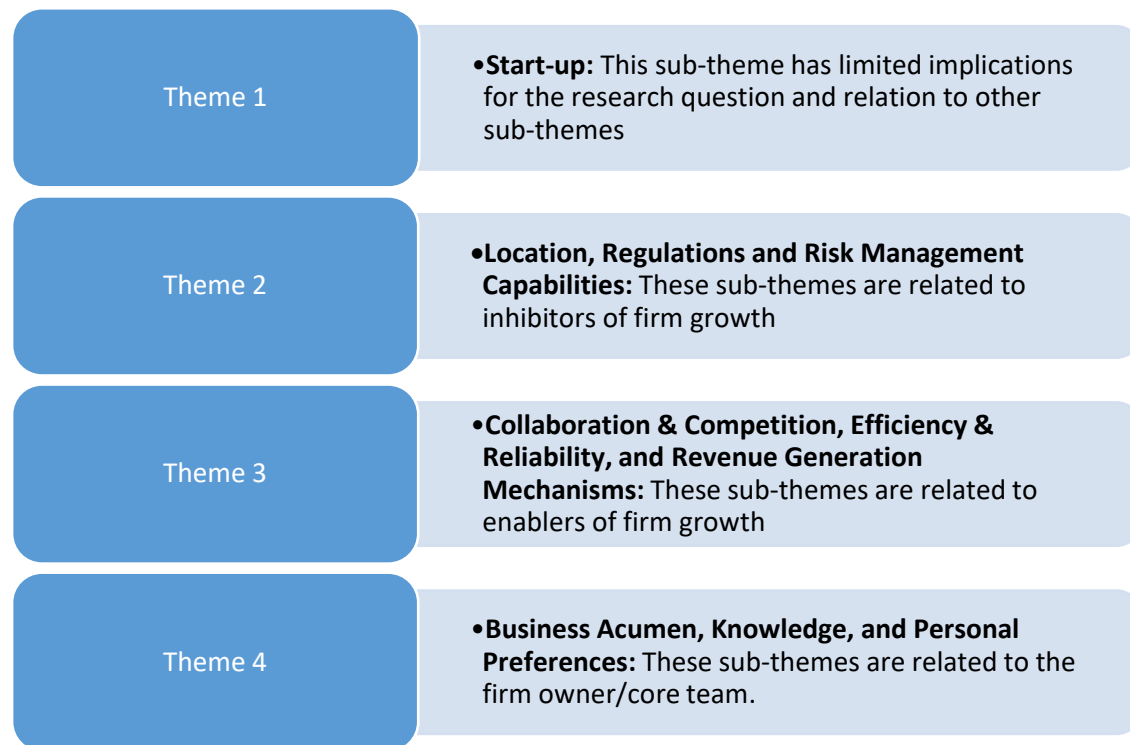 Theme 1
•Start-up: This sub-theme has limited implications
for the research question and relation to other
sub-themes
Theme 2
•Location, Regulations and Risk Management
Capabilities: These sub-themes are related to
inhibitors of firm growth
Theme 3
•Collaboration & Competition, Efficiency &
Reliability, and Revenue Generation
Mechanisms: These sub-themes are related to
enablers of firm growth
Theme 4
•Business Acumen, Knowledge, and Personal
Preferences: These sub-themes are related to the
firm owner/core team.